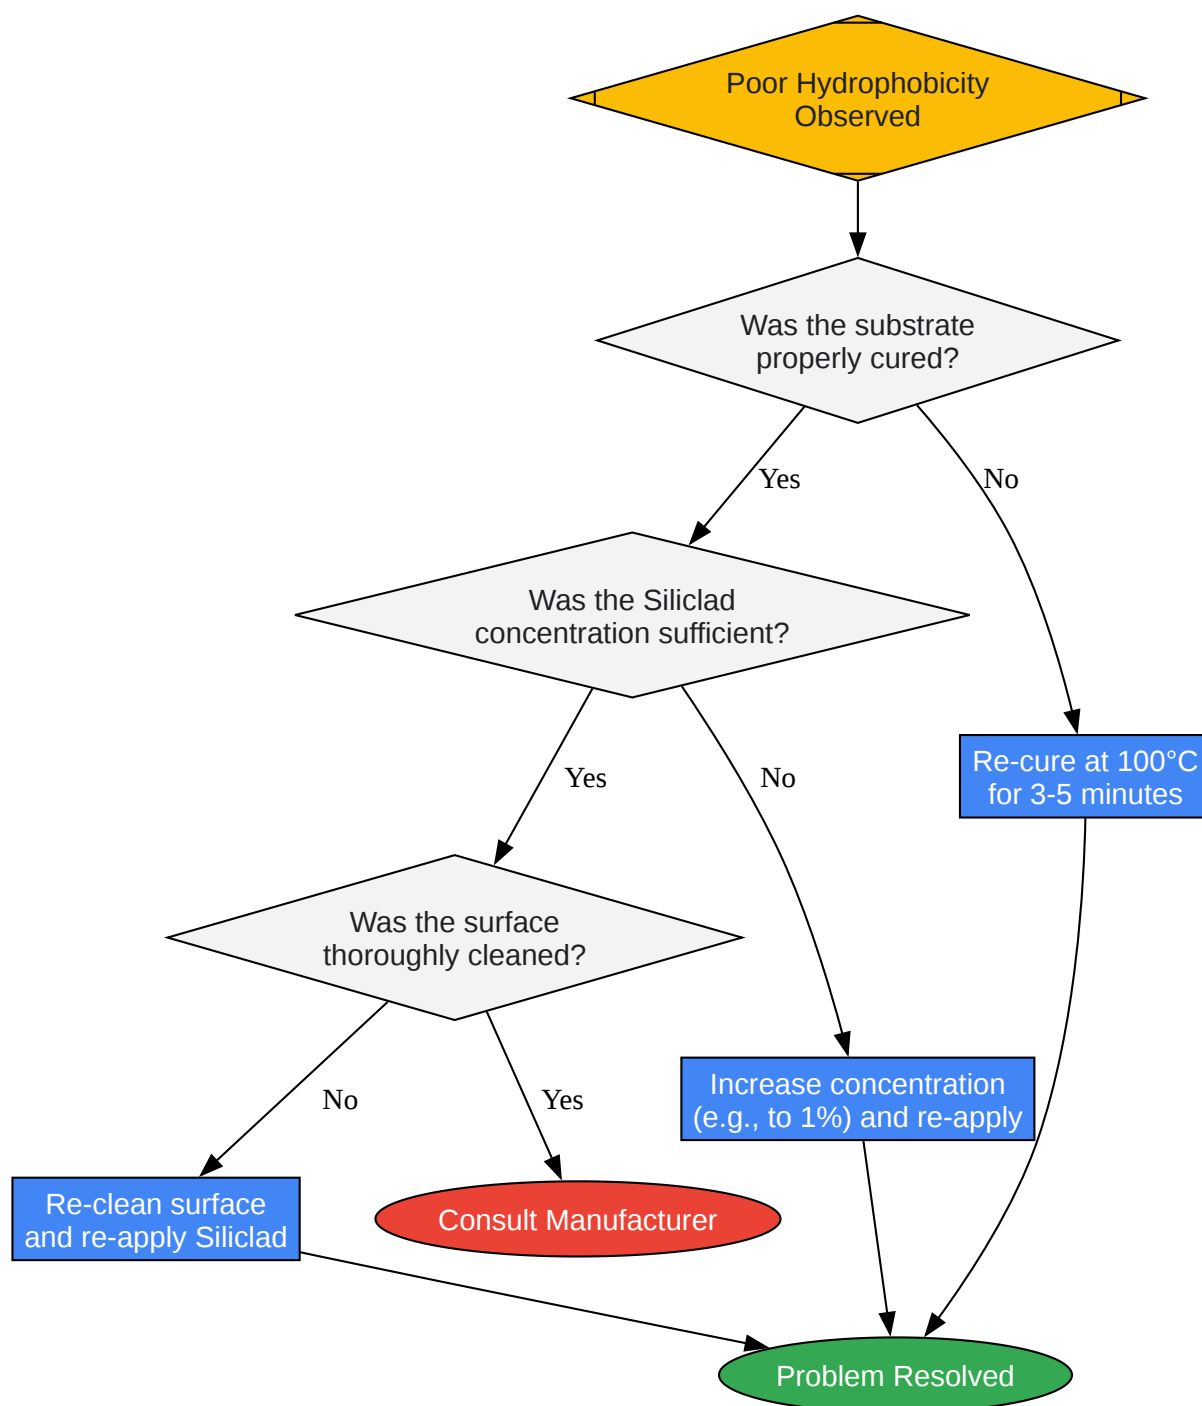 Poor Hydrophobicity
Observed
Was the substrate
properly cured?
Yes
No
Was the Siliclad
concentration sufficient?
Yes
No
Re-cure at 100°C
for 3-5 minutes
Was the surface
thoroughly cleaned?
No
Yes
Increase concentration
(e.g., to 1%) and re-apply
Re-clean surface
and re-apply Siliclad
Consult Manufacturer
Problem Resolved